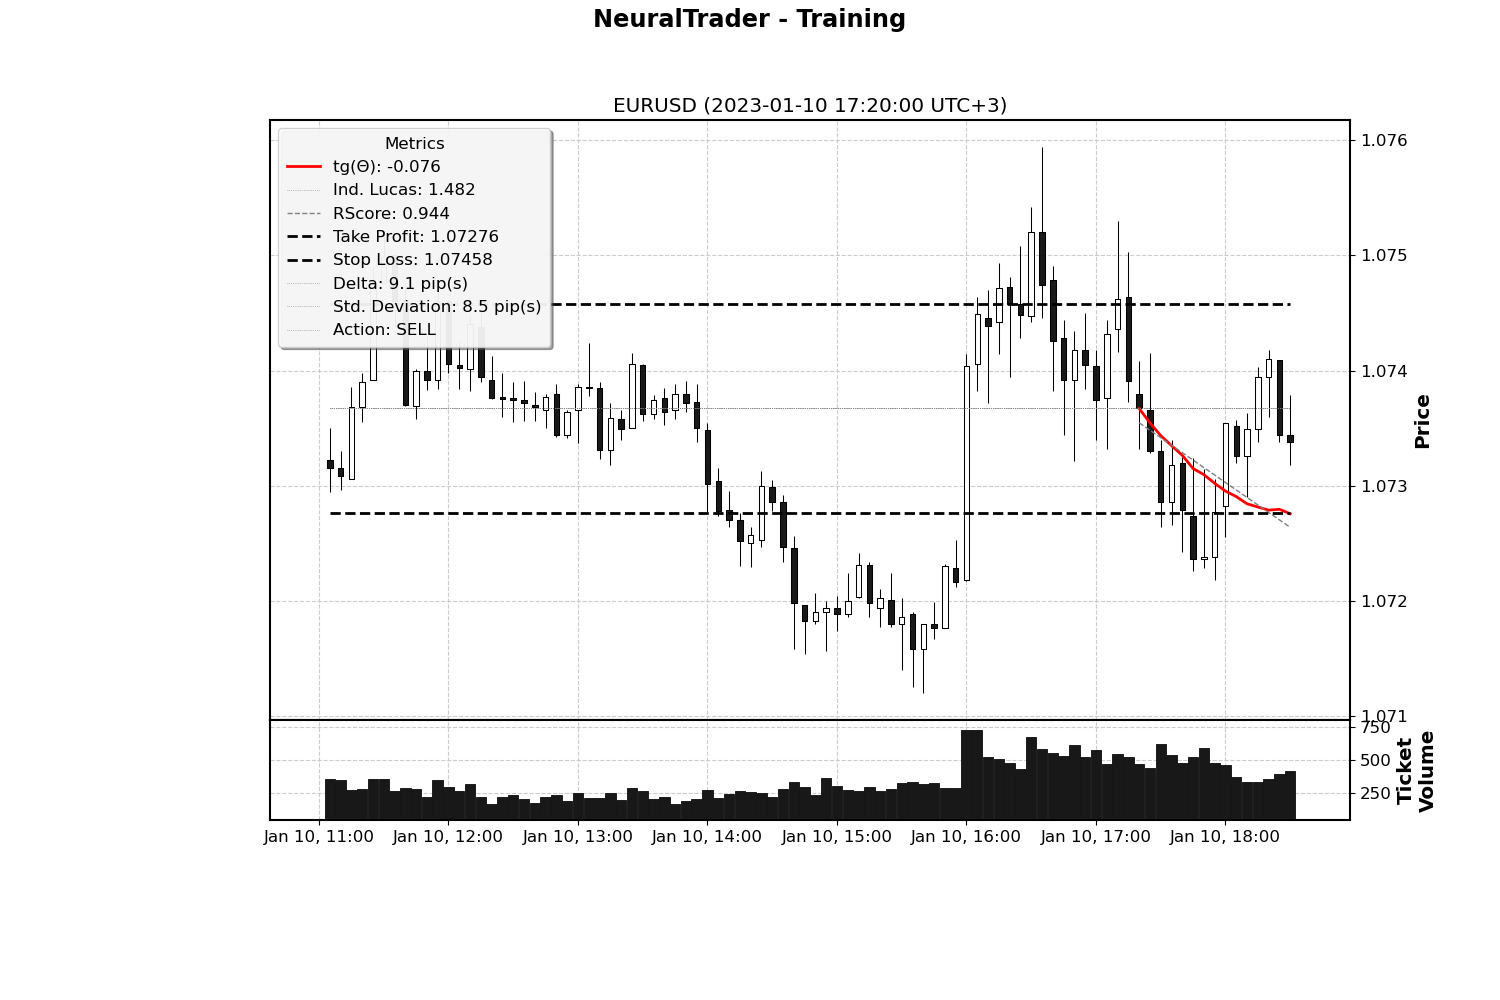 NeuralTrader - Training
EURUSD (2023-01-10 17:20:00 UTC+3)
Metrics
tg(Θ): -0.076
Ind. Lucas: 1.482
RScore: 0.944
Take Profit: 1.07276
Stop Loss: 1.07458
Delta: 9.1 pip(s)
Std. Deviation: 8.5 pip(s)
Action: SELL
1.076
1.075
1.074
1.073
1.072
1.071
Price
750
500
250
Ticket
Volume
Jan 10, 11:00
Jan 10, 12:00
Jan 10, 13:00
Jan 10, 14:00
Jan 10, 15:00
Jan 10, 16:00
Jan 10, 17:00
Jan 10, 18:00